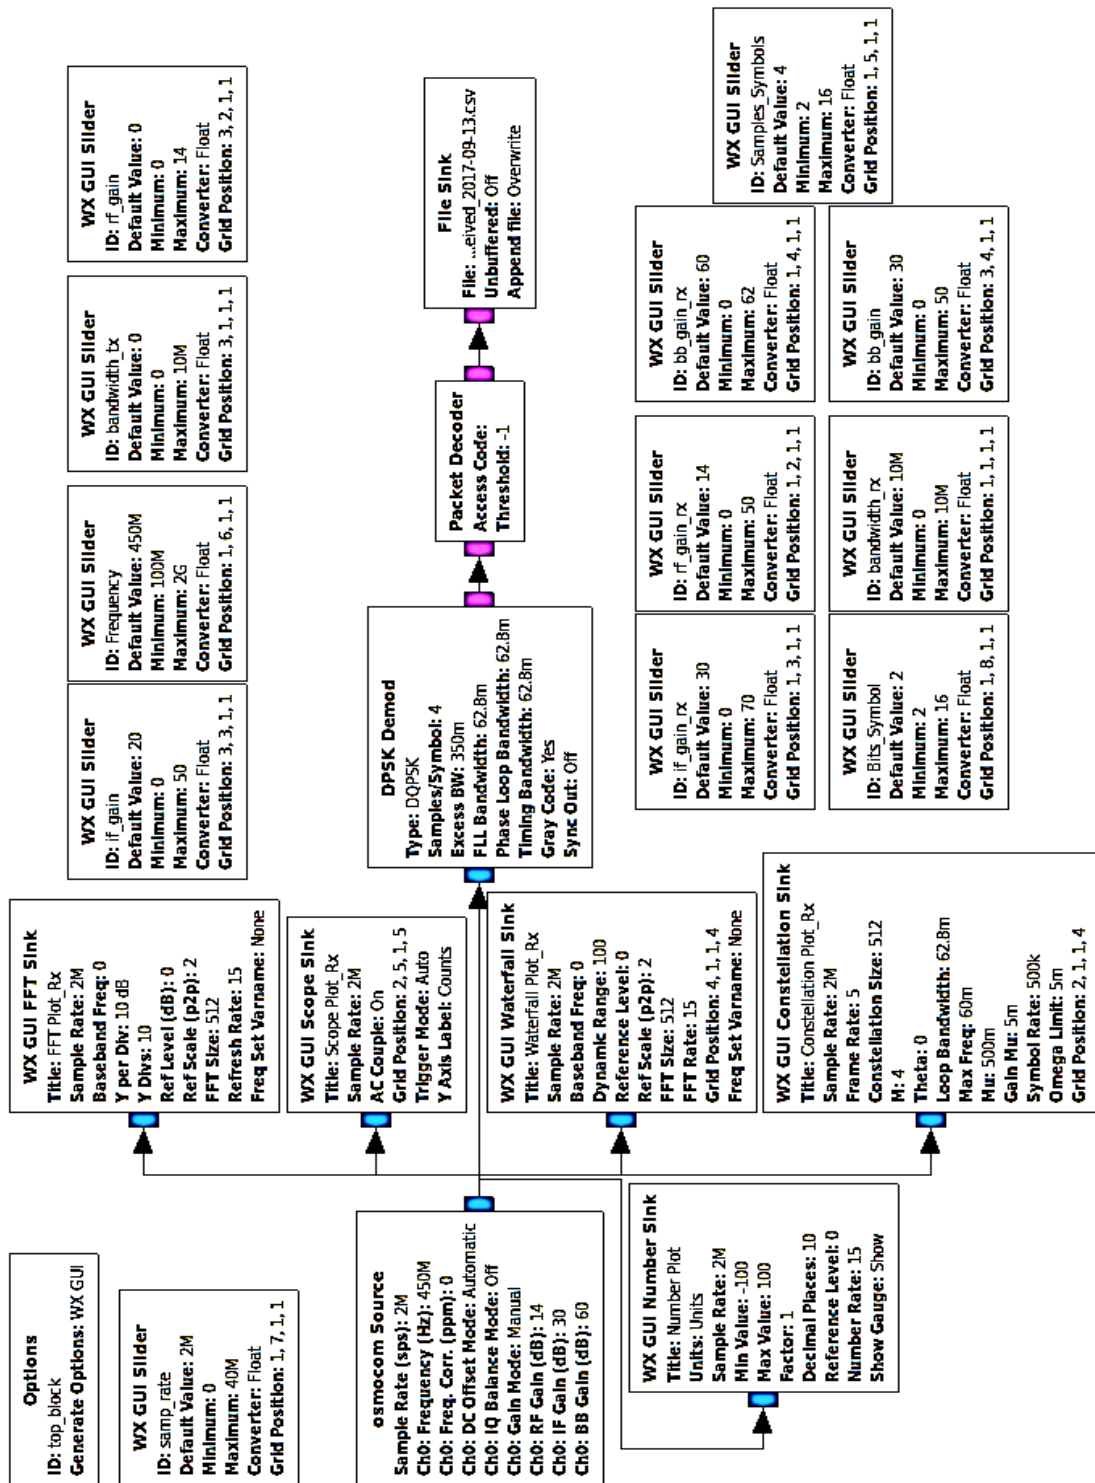 Options
ID: top_block
Generate Options: WX GUI
WX GUI Slider
ID: samp_rate
Default Value: 2M
Minimum: 0
Maximum: 40M
Converter: Float
Grid Position: 1, 7, 1, 1
osmocom Source
Sample Rate (sps): 2M
Ch0: Frequency (Hz): 450M
Ch0: Freq. Corr. (ppm): 0
Ch0: DC Offset Mode: Automatic
Ch0: IQ Balance Mode: Off
Ch0: Gain Mode: Manual
Ch0: RF Gain (dB): 14
Ch0: IF Gain (dB): 30
Ch0: BB Gain (dB): 60
WX GUI Number Sink
Title: Number Plot
Units: Units
Sample Rate: 2M
Min Value: -100
Max Value: 100
Factor: 1
Decimal Places: 10
Reference Level: 0
Number Rate: 15
Show Gauge: Show
WX GUI FFT Sink
Title: FFT Plot_Rx
Sample Rate: 2M
Baseband Freq: 0
Y per Div: 10 dB
Y Divs: 10
Ref Level (dB): 0
Ref Scale (p2p): 2
FFT Size: 512
Refresh Rate: 15
Freq Set Varname: None
WX GUI Scope Sink
Title: Scope Plot_Rx
Sample Rate: 2M
AC Couple: On
Grid Position: 2, 5, 1, 5
Trigger Mode: Auto
Y Axis Label: Counts
WX GUI Waterfall Sink
Title: Waterfall Plot_Rx
Sample Rate: 2M
Baseband Freq: 0
Dynamic Range: 100
Reference Level: 0
Ref Scale (p2p): 2
FFT Size: 512
FFT Rate: 15
Grid Position: 4, 1, 1, 4
Freq Set Varname: None
WX GUI Constellation Sink
Title: Constellation Plot_Rx
Sample Rate: 2M
Frame Rate: 5
Constellation Size: 512
M: 4
Theta: 0
Loop Bandwidth: 62.8m
Max Freq: 60m
Mu: 500m
Gain Mu: 5m
Symbol Rate: 500k
Omega Limit: 5m
Grid Position: 2, 1, 1, 4
WX GUI Slider
ID: if_gain
Default Value: 20
Minimum: 0
Maximum: 50
Converter: Float
Grid Position: 3, 3, 1, 1
WX GUI Slider
ID: Frequency
Default Value: 450M
Minimum: 100M
Maximum: 2G
Converter: Float
Grid Position: 1, 6, 1, 1
WX GUI Slider
ID: bandwidth_tx
Default Value: 0
Minimum: 0
Maximum: 10M
Converter: Float
Grid Position: 3, 1, 1, 1
WX GUI Slider
ID: rf_gain
Default Value: 0
Minimum: 0
Maximum: 14
Converter: Float
Grid Position: 3, 2, 1, 1
DPSK Demod
Type: DQPSK
Samples/Symbol: 4
Excess BW: 350m
FLL Bandwidth: 62.8m
Phase Loop Bandwidth: 62.8m
Timing Bandwidth: 62.8m
Gray Code: Yes
Sync Out: Off
Packet Decoder
Access Code:
Threshold: -1
File Sink
File: ...eived_2017-09-13.csv
Unbuffered: Off
Append file: Overwrite
WX GUI Slider
ID: if_gain_rx
Default Value: 30
Minimum: 0
Maximum: 70
Converter: Float
Grid Position: 1, 3, 1, 1
WX GUI Slider
ID: rf_gain_rx
Default Value: 14
Minimum: 0
Maximum: 50
Converter: Float
Grid Position: 1, 2, 1, 1
WX GUI Slider
ID: bb_gain_rx
Default Value: 60
Minimum: 0
Maximum: 62
Converter: Float
Grid Position: 1, 4, 1, 1
WX GUI Slider
ID: Samples_Symbols
Default Value: 4
Minimum: 2
Maximum: 16
Converter: Float
Grid Position: 1, 5, 1, 1
WX GUI Slider
ID: Bits_Symbol
Default Value: 2
Minimum: 2
Maximum: 16
Converter: Float
Grid Position: 1, 8, 1, 1
WX GUI Slider
ID: bandwidth_rx
Default Value: 10M
Minimum: 0
Maximum: 10M
Converter: Float
Grid Position: 1, 1, 1, 1
WX GUI Slider
ID: bb_gain
Default Value: 30
Minimum: 0
Maximum: 50
Converter: Float
Grid Position: 3, 4, 1, 1